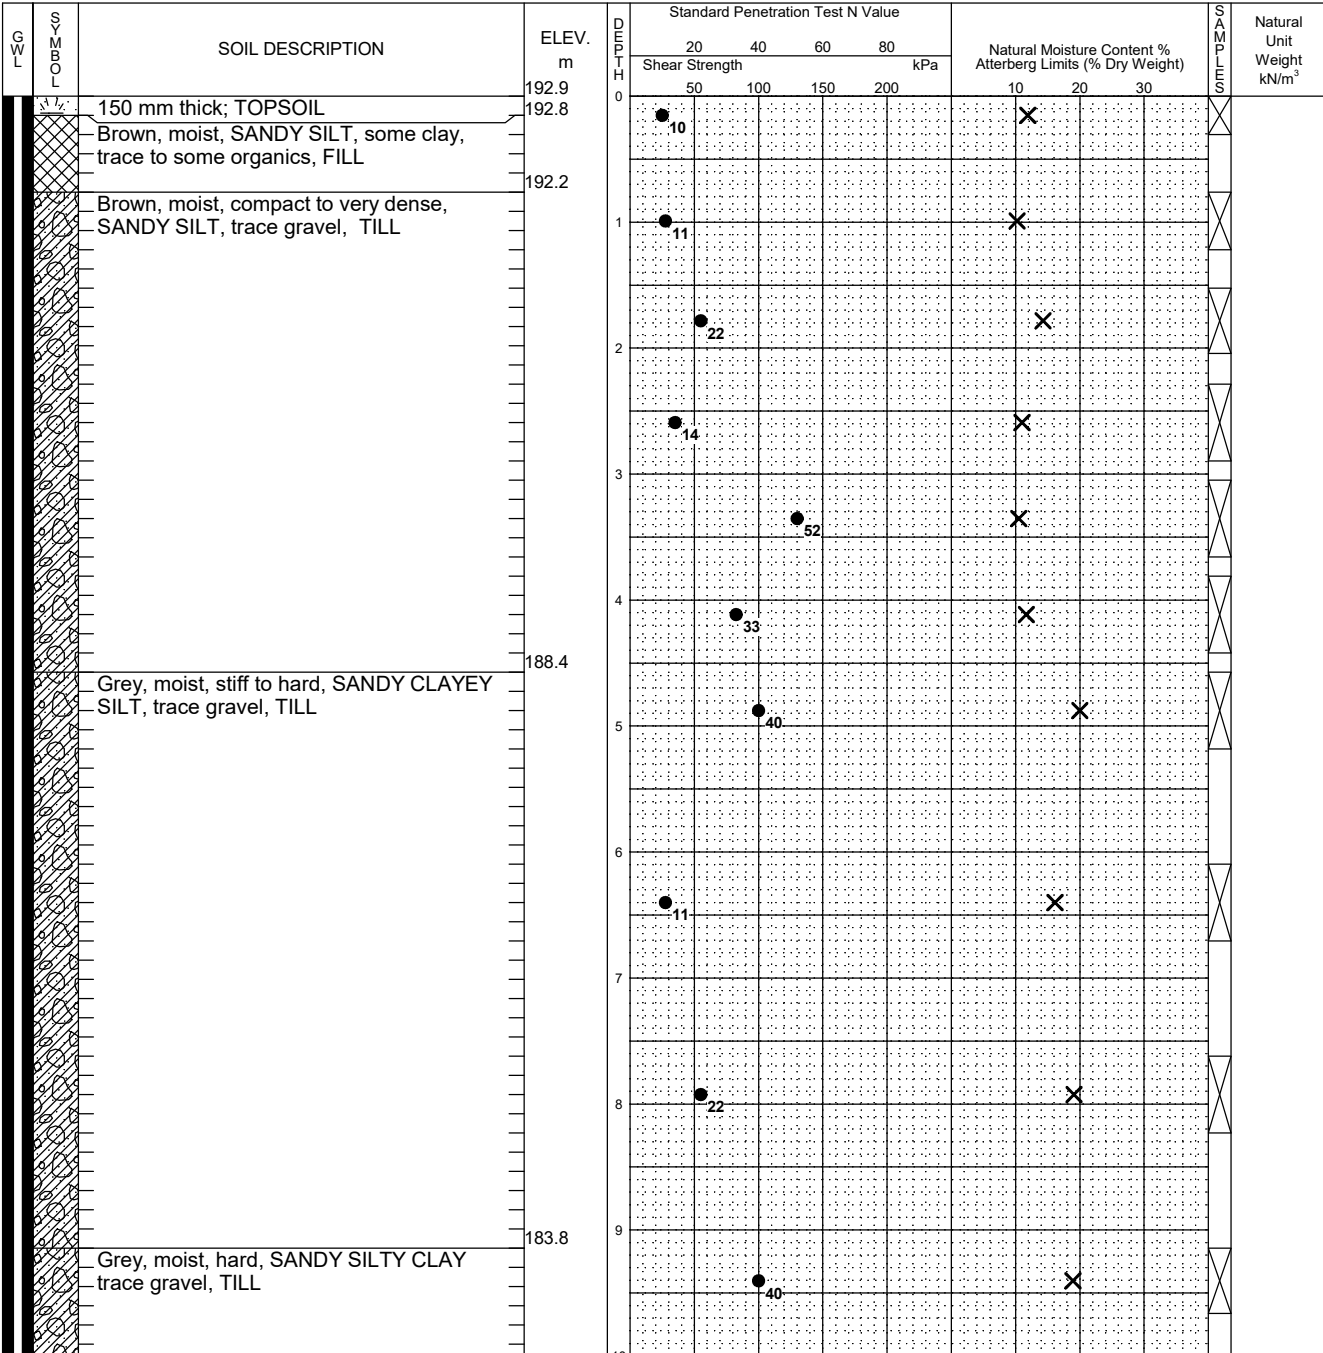 GWL
SYMBOL
SOIL DESCRIPTION
ELEV.
m
DEPTH
Standard Penetration Test N Value
20 40 60 80
Shear Strength kPa
50 100 150 200
Natural Moisture Content %
Atterberg Limits (% Dry Weight)
10 20 30
SAMPLES
Natural
Unit
Weight
kN/m³
192.9
0
150 mm thick; TOPSOIL
192.8
10
Brown, moist, SANDY SILT, some clay,
trace to some organics, FILL
192.2
Brown, moist, compact to very dense,
SANDY SILT, trace gravel, TILL
1
11
22
2
14
3
52
4
33
188.4
Grey, moist, stiff to hard, SANDY CLAYEY
SILT, trace gravel, TILL
40
5
6
11
7
22
8
9
183.8
Grey, moist, hard, SANDY SILTY CLAY
trace gravel, TILL
40